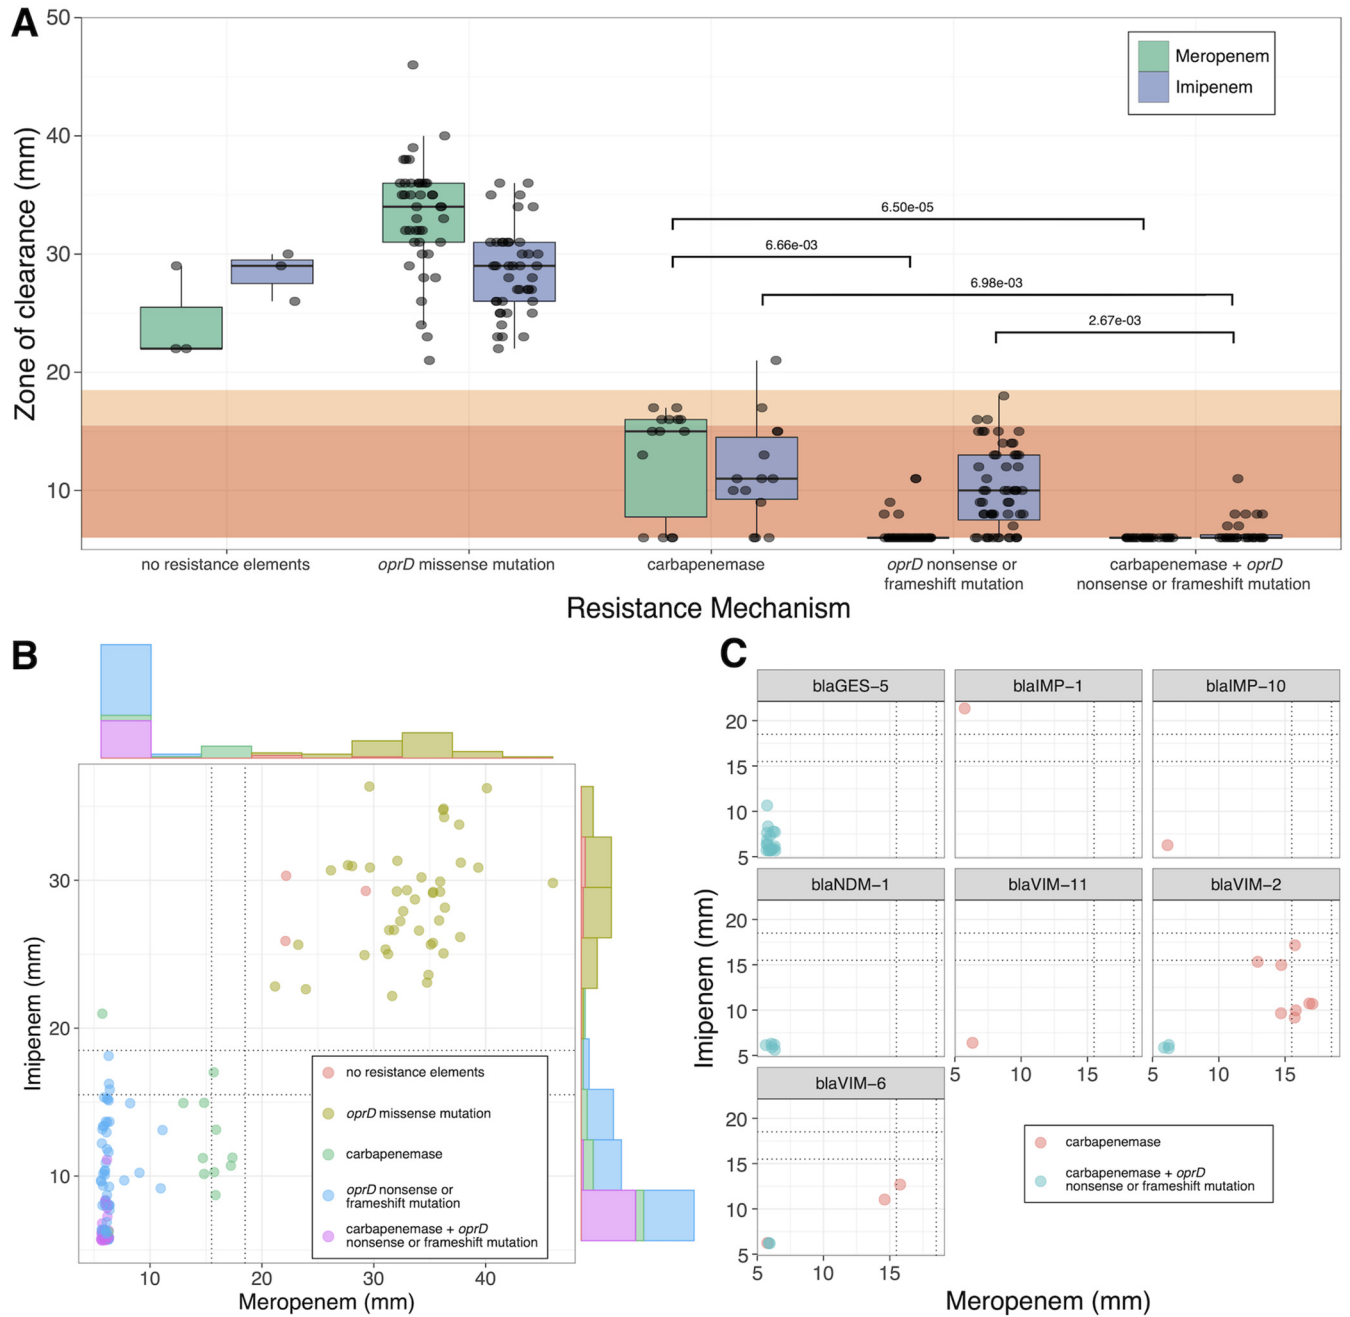 A
50
40
30
20
10
Zone of clearance (mm)
Meropenem
Imipenem
6.50e-05
6.66e-03
6.98e-03
2.67e-03
no resistance elements
oprD missense mutation
carbapenemase
oprD nonsense or
frameshift mutation
carbapenemase + oprD
nonsense or frameshift mutation
Resistance Mechanism
B
30
20
10
Imipenem (mm)
no resistance elements
oprD missense mutation
carbapenemase
oprD nonsense or
frameshift mutation
carbapenemase + oprD
nonsense or frameshift mutation
10 20 30 40
Meropenem (mm)
C
blaGES−5 blaIMP−1 blaIMP−10
20
15
10
5
blaNDM−1 blaVIM−11 blaVIM−2
20
15
10
5
5 10 15 5 10 15
blaVIM−6
20
15
10
5
5 10 15
Imipenem (mm)
carbapenemase
carbapenemase + oprD
nonsense or frameshift mutation
Meropenem (mm)